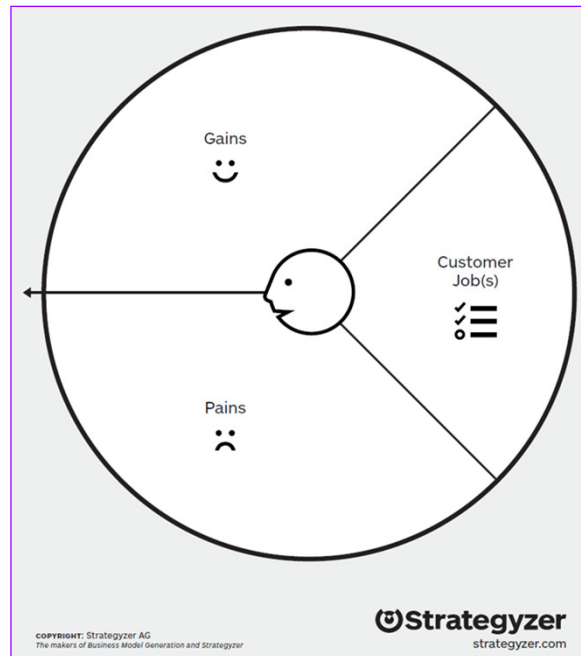 Gains
Customer
Job(s)
Pains
COPYRIGHT: Strategyzer AG
The makers of Business Model Generation and Strategyzer
Strategyzer
strategyzer.com